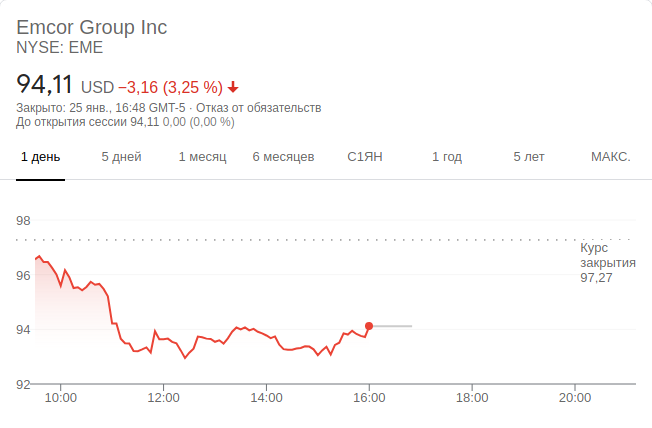 Emcor Group Inc
NYSE: EME
94,11 USD −3,16 (3,25 %)
Закрыто: 25 янв., 16:48 GMT-5 · Отказ от обязательств
До открытия сессии 94,11 0,00 (0,00 %)
1 день 5 дней 1 месяц 6 месяцев С1ЯН 1 год 5 лет МАКС.
98
Курс
закрытия
97,27
96
94
92
10:00 12:00 14:00 16:00 18:00 20:00